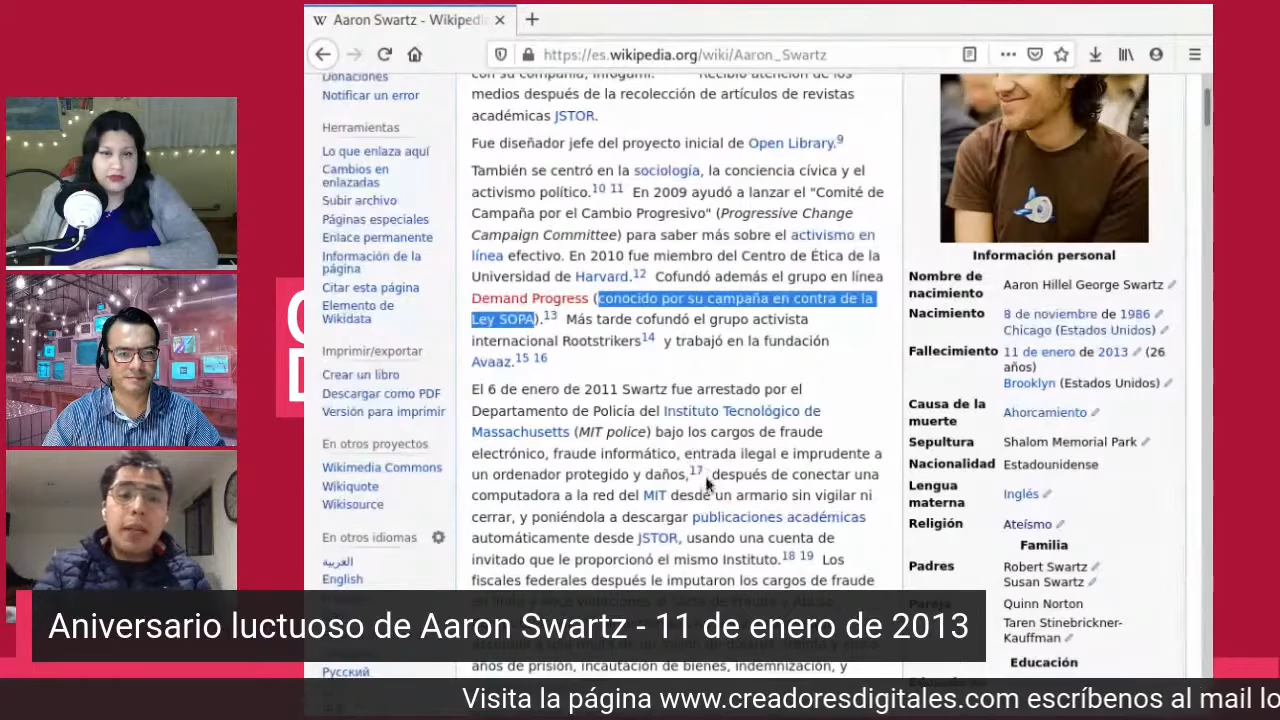 Aaron Swartz - Wikipedi
https://es.wikipedia.org/wiki/Aaron_Swartz
Donaciones
Notificar un error
Herramientas
Lo que enlaza aquí
Cambios en
enlazadas
Subir archivo
Páginas especiales
Enlace permanente
Información de la
página
Citar esta página
Elemento de
Wikidata
Imprimir/exportar
Crear un libro
Descargar como PDF
Versión para imprimir
En otros proyectos
Wikimedia Commons
Wikiquote
Wikisource
En otros idiomas
العربية
English
Русский
con su compañía, Infogami. Recibió atención de los
medios después de la recolección de artículos de revistas
académicas JSTOR.
Fue diseñador jefe del proyecto inicial de Open Library.9
También se centró en la sociología, la conciencia cívica y el
activismo político.10 11 En 2009 ayudó a lanzar el "Comité de
Campaña por el Cambio Progresivo" (Progressive Change
Campaign Committee) para saber más sobre el activismo en
línea efectivo. En 2010 fue miembro del Centro de Ética de la
Universidad de Harvard.12 Cofundó además el grupo en línea
Demand Progress (conocido por su campaña en contra de la
Ley SOPA).13 Más tarde cofundó el grupo activista
internacional Rootstrikers14 y trabajó en la fundación
Avaaz.15 16
El 6 de enero de 2011 Swartz fue arrestado por el
Departamento de Policía del Instituto Tecnológico de
Massachusetts (MIT police) bajo los cargos de fraude
electrónico, fraude informático, entrada ilegal e imprudente a
un ordenador protegido y daños,17 después de conectar una
computadora a la red del MIT desde un armario sin vigilar ni
cerrar, y poniéndola a descargar publicaciones académicas
automáticamente desde JSTOR, usando una cuenta de
invitado que le proporcionó el mismo Instituto.18 19 Los
fiscales federales después le imputaron los cargos de fraude
años de prisión, incautación de bienes, indemnización, y
Información personal
Nombre de
nacimiento
Aaron Hillel George Swartz
Nacimiento
8 de noviembre de 1986
Chicago (Estados Unidos)
Fallecimiento
11 de enero de 2013 (26
años)
Brooklyn (Estados Unidos)
Causa de la
muerte
Ahorcamiento
Sepultura
Shalom Memorial Park
Nacionalidad
Estadounidense
Lengua
materna
Inglés
Religión
Ateísmo
Familia
Padres
Robert Swartz
Susan Swartz
Pareja
Quinn Norton
Taren Stinebrickner-
Kauffman
Educación
Aniversario luctuoso de Aaron Swartz - 11 de enero de 2013
Visita la página www.creadoresdigitales.com escríbenos al mail lo